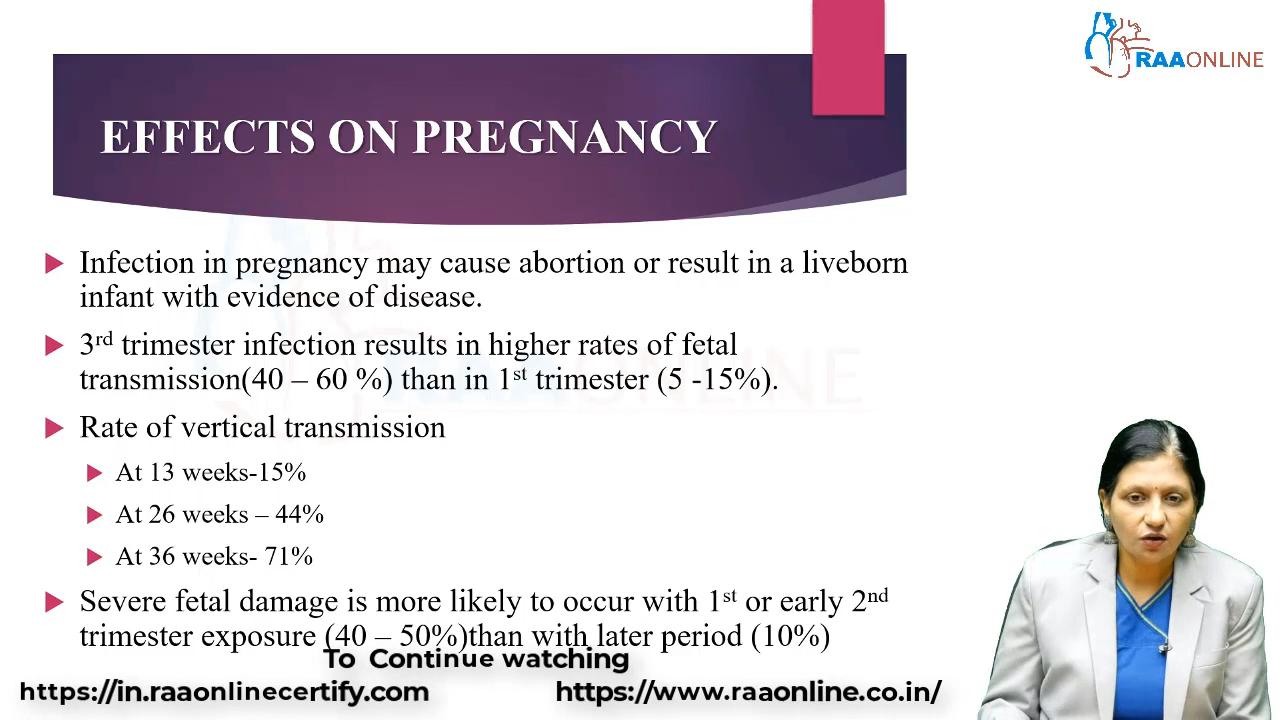 RAAONLINE
EFFECTS ON PREGNANCY
Infection in pregnancy may cause abortion or result in a liveborn
infant with evidence of disease.
3rd trimester infection results in higher rates of fetal
transmission(40 – 60 %) than in 1st trimester (5 -15%).
Rate of vertical transmission
At 13 weeks-15%
At 26 weeks – 44%
At 36 weeks- 71%
Severe fetal damage is more likely to occur with 1st or early 2nd
trimester exposure (40 – 50%)than with later period (10%)
To Continue watching
https://in.raaonlinecertify.com
https://www.raaonline.co.in/